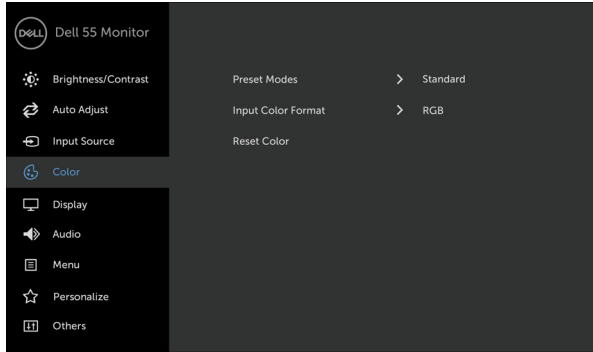 DELL Dell 55 Monitor
Brightness/Contrast
Auto Adjust
Input Source
Color
Display
Audio
Menu
Personalize
Others
Preset Modes > Standard
Input Color Format > RGB
Reset Color